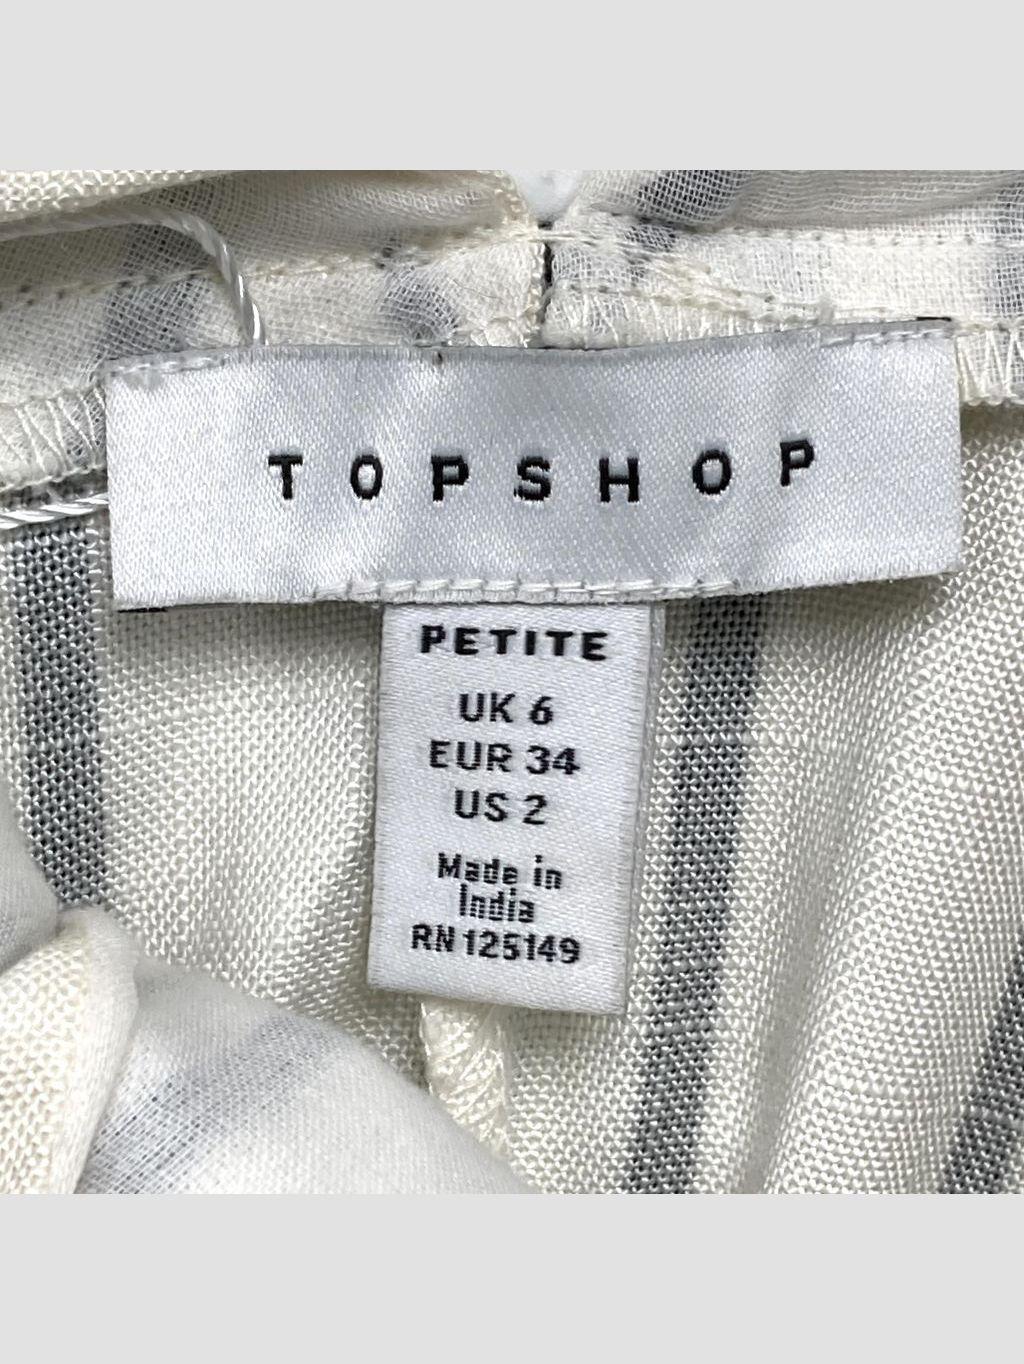 TOPSHOP
PETITE
UK 6
EUR 34
US 2
Made in
India
RN 125149